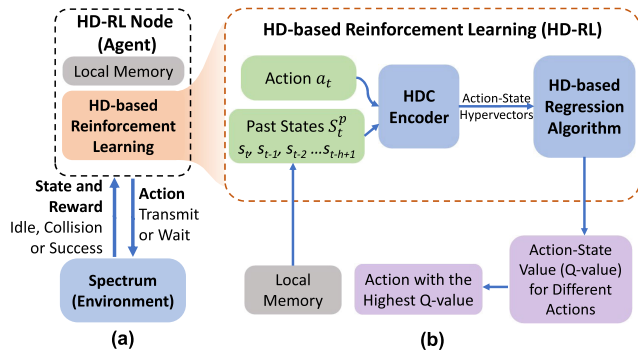 HD-RL Node
(Agent)
Local Memory
HD-based
Reinforcement
Learning
State and
Reward
Idle, Collision
or Success
Action
Transmit
or Wait
Spectrum
(Environment)
(a)
HD-based Reinforcement Learning (HD-RL)
Action a_t
Past States S_t^p
s_t, s_{t-1}, s_{t-2} ...s_{t-h+1}
HDC
Encoder
Action-State
Hypervectors
HD-based
Regression
Algorithm
Local
Memory
Action with the
Highest Q-value
Action-State
Value (Q-value)
for Different
Actions
(b)